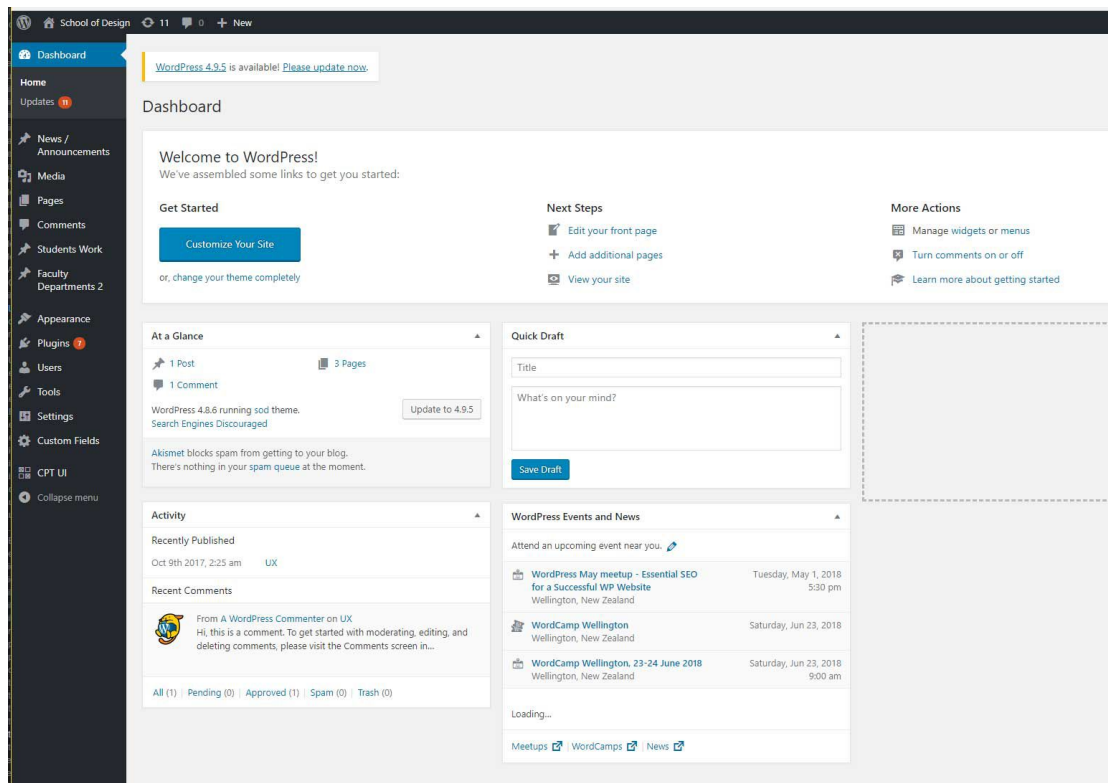 School of Design 11 0 New
Dashboard
Home
Updates 11
News /
Announcements
Media
Pages
Comments
Students Work
Faculty
Departments 2
Appearance
Plugins 7
Users
Tools
Settings
Custom Fields
CPT UI
Collapse menu
WordPress 4.9.5 is available! Please update now.
Dashboard
Welcome to WordPress!
We've assembled some links to get you started:
Get Started
Customize Your Site
or, change your theme completely
Next Steps
Edit your front page
Add additional pages
View your site
More Actions
Manage widgets or menus
Turn comments on or off
Learn more about getting started
At a Glance
1 Post 3 Pages
1 Comment
WordPress 4.8.6 running sod theme. Update to 4.9.5
Search Engines Discouraged
Akismet blocks spam from getting to your blog.
There's nothing in your spam queue at the moment.
Activity
Recently Published
Oct 9th 2017, 2:25 am UX
Recent Comments
From A WordPress Commenter on UX
Hi, this is a comment. To get started with moderating, editing, and
deleting comments, please visit the Comments screen in...
All (1) | Pending (0) | Approved (1) | Spam (0) | Trash (0)
Quick Draft
Title
What's on your mind?
Save Draft
WordPress Events and News
Attend an upcoming event near you.
WordPress May meetup - Essential SEO Tuesday, May 1, 2018
for a Successful WP Website 5:30 pm
Wellington, New Zealand
WordCamp Wellington Saturday, Jun 23, 2018
Wellington, New Zealand
WordCamp Wellington, 23-24 June 2018 Saturday, Jun 23, 2018
Wellington, New Zealand 9:00 am
Loading...
Meetups | WordCamps | News